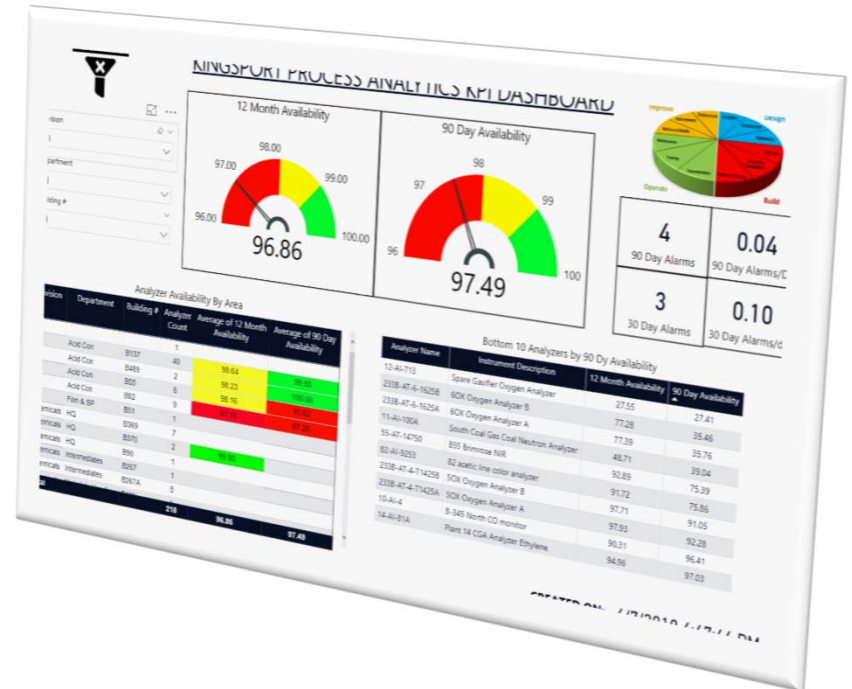 KINGSPORT PROCESS ANALYTICS KPI DASHBOARD
12 Month Availability
96.00
97.00
98.00
99.00
100.00
96.86
90 Day Availability
96
97
98
99
100
97.49
Improve
Design
Operate
Build
4
90 Day Alarms
0.04
3
30 Day Alarms
0.10
Analyzer Availability By Area
Department Building # Analyzer Count Average of 12 Month Availability Average of 90 Day Availability
1
Acid Con B137 40 98.64 99.93
Acid Con B489 2 98.23 100.00
Acid Con B05 6 98.16
Acid Con B82 9
Film & SP B51 1
HQ B369 7
HQ B370
Intermediates B90 2 99.90
Intermediates B267 1
Intermediates B267A 1
5
218 96.86 97.49
Bottom 10 Analyzers by 90 Dy Availability
Analyzer Name Instrument Description 12 Month Availability 90 Day Availability
12-AI-713 Spare Gasifier Oxygen Analyzer 27.55 27.41
233B-AT-6-1625B 6OX Oxygen Analyzer B 77.28 35.46
233B-AT-6-1625A 6OX Oxygen Analyzer A 77.39 35.76
11-AI-100A South Coal Gas Coal Neutron Analyzer 48.71 39.04
55-AT-14750 B55 Brimrose NIR 92.89 75.39
82-AI-9253 82 acetic line color analyzer 91.72 75.86
233B-AT-4-T1425B 5OX Oxygen Analyzer B 97.71 91.05
233B-AT-4-T1425A 5OX Oxygen Analyzer A 97.93 92.28
10-AI-4 B-345 North CO monitor 90.31 96.41
14-AI-81A Plant 14 CGA Analyzer Ethylene 94.96 97.03